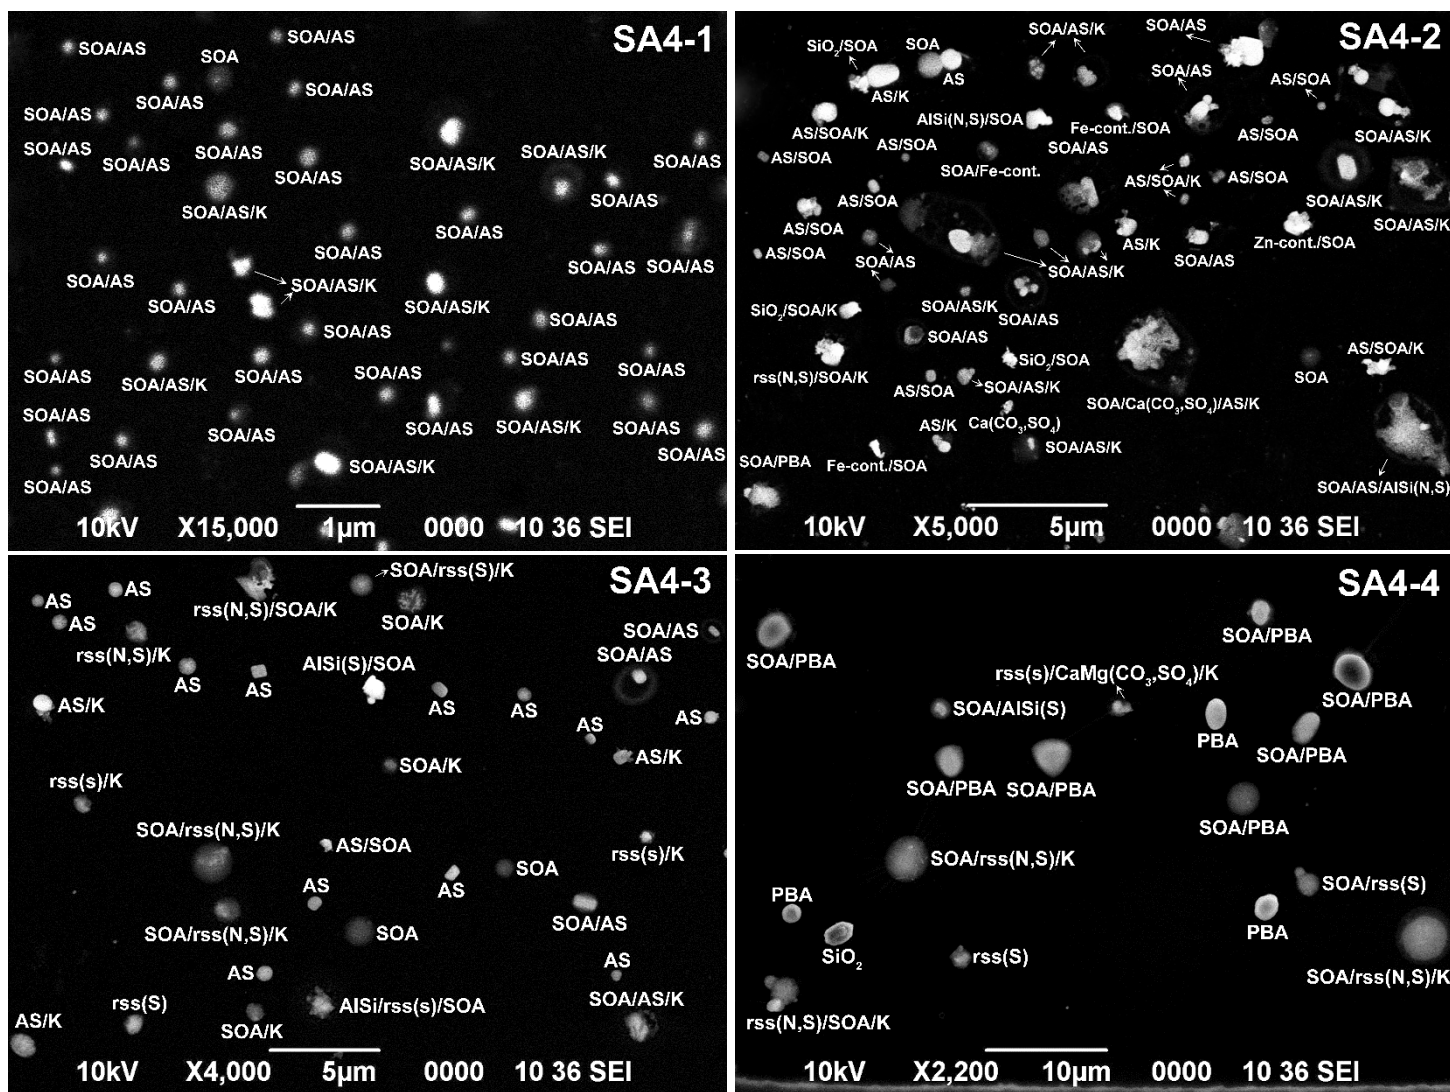 SOA/AS
SOA/AS
SA4-1
SOA
SOA/AS
SOA/AS
SOA/AS
SOA/AS
SOA/AS
SOA/AS
SOA/AS/K
SOA/AS/K
SOA/AS
SOA/AS
SOA/AS
SOA/AS/K
SOA/AS
SOA/AS
SOA/AS
SOA/AS
SOA/AS
SOA/AS
SOA/AS
SOA/AS/K
SOA/AS/K
SOA/AS
SOA/AS
SOA/AS
SOA/AS
SOA/AS/K
SOA/AS
SOA/AS
SOA/AS
SOA/AS
SOA/AS
SOA/AS
SOA/AS
SOA/AS/K
SOA/AS
SOA/AS
SOA/AS
SOA/AS
SOA/AS/K
SOA/AS
10kV X15,000 1µm 0000 10 36 SEI
SOA/AS
SOA/AS/K
SA4-2
SiO2/SOA
SOA
AS
AS/K
SOA/AS
AS/SOA
AS/SOA/K
AlSi(N,S)/SOA
Fe-cont./SOA
AS/SOA
SOA/AS/K
AS/SOA
AS/SOA
SOA/Fe-cont.
SOA/AS
AS/SOA/K
AS/SOA
SOA/AS/K
SOA/AS/K
AS/SOA
AS/SOA
AS/K
Zn-cont./SOA
AS/SOA
SOA/AS
SOA/AS/K
SOA/AS
SiO2/SOA/K
SOA/AS/K
SOA/AS
SOA/AS
rss(N,S)/SOA/K
SiO2/SOA
AS/SOA/K
SOA
AS/SOA
SOA/AS/K
SOA/Ca(CO3,SO4)/AS/K
AS/K
Ca(CO3,SO4)
SOA/AS/K
SOA/PBA
Fe-cont./SOA
SOA/AS/AlSi(N,S)
10kV X5,000 5µm 0000 10 36 SEI
SOA/rss(S)/K
SA4-3
AS
AS
AS
rss(N,S)/SOA/K
SOA/K
SOA/AS
rss(N,S)/K
AlSi(S)/SOA
SOA/AS
AS
AS
AS/K
AS
AS
AS
AS
AS/K
SOA/K
rss(s)/K
SOA/rss(N,S)/K
AS/SOA
rss(s)/K
SOA
AS
AS
SOA/AS
SOA/rss(N,S)/K
SOA
AS
AS
rss(S)
AlSi/rss(s)/SOA
SOA/AS/K
AS/K
SOA/K
10kV X4,000 5µm 0000 10 36 SEI
SA4-4
SOA/PBA
SOA/PBA
rss(s)/CaMg(CO3,SO4)/K
SOA/PBA
SOA/AlSi(S)
PBA
SOA/PBA
SOA/PBA
SOA/PBA
SOA/PBA
SOA/rss(N,S)/K
SOA/rss(S)
PBA
PBA
SiO2
rss(S)
SOA/rss(N,S)/K
rss(N,S)/SOA/K
10kV X2,200 10µm 0000 10 36 SEI